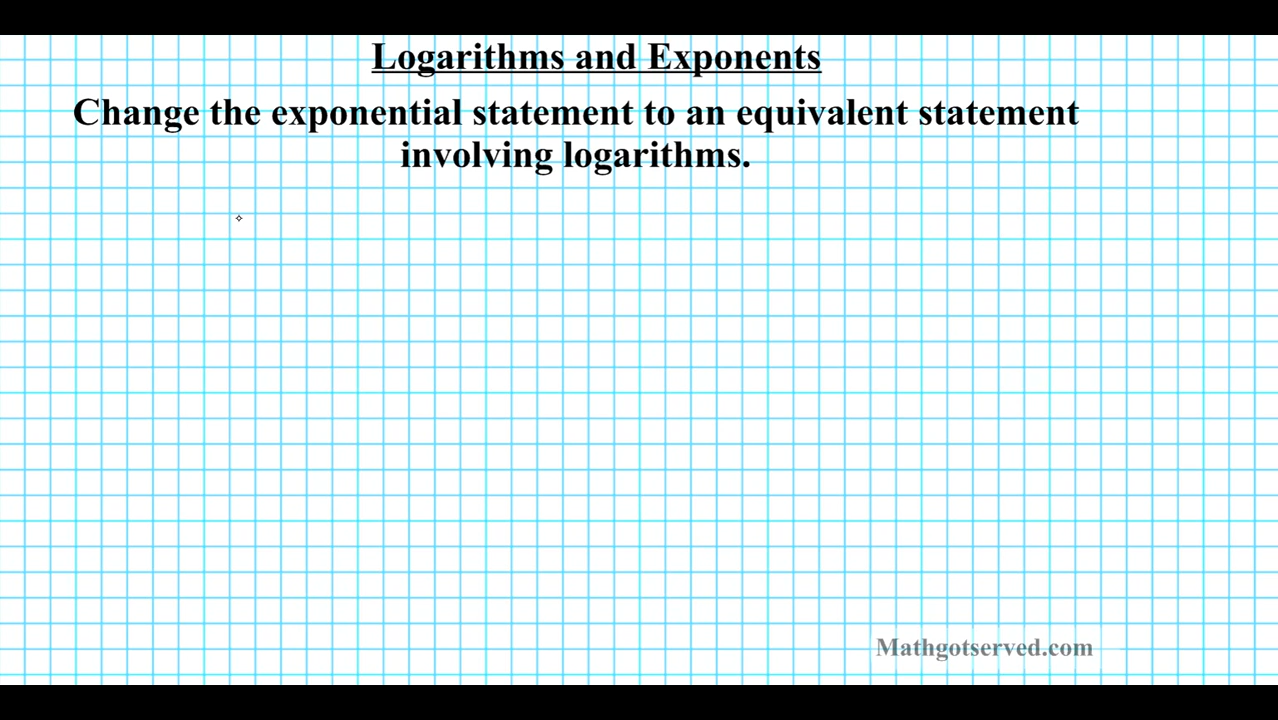 Logarithms and Exponents
Change the exponential statement to an equivalent statement
involving logarithms.
Mathgotserved.com